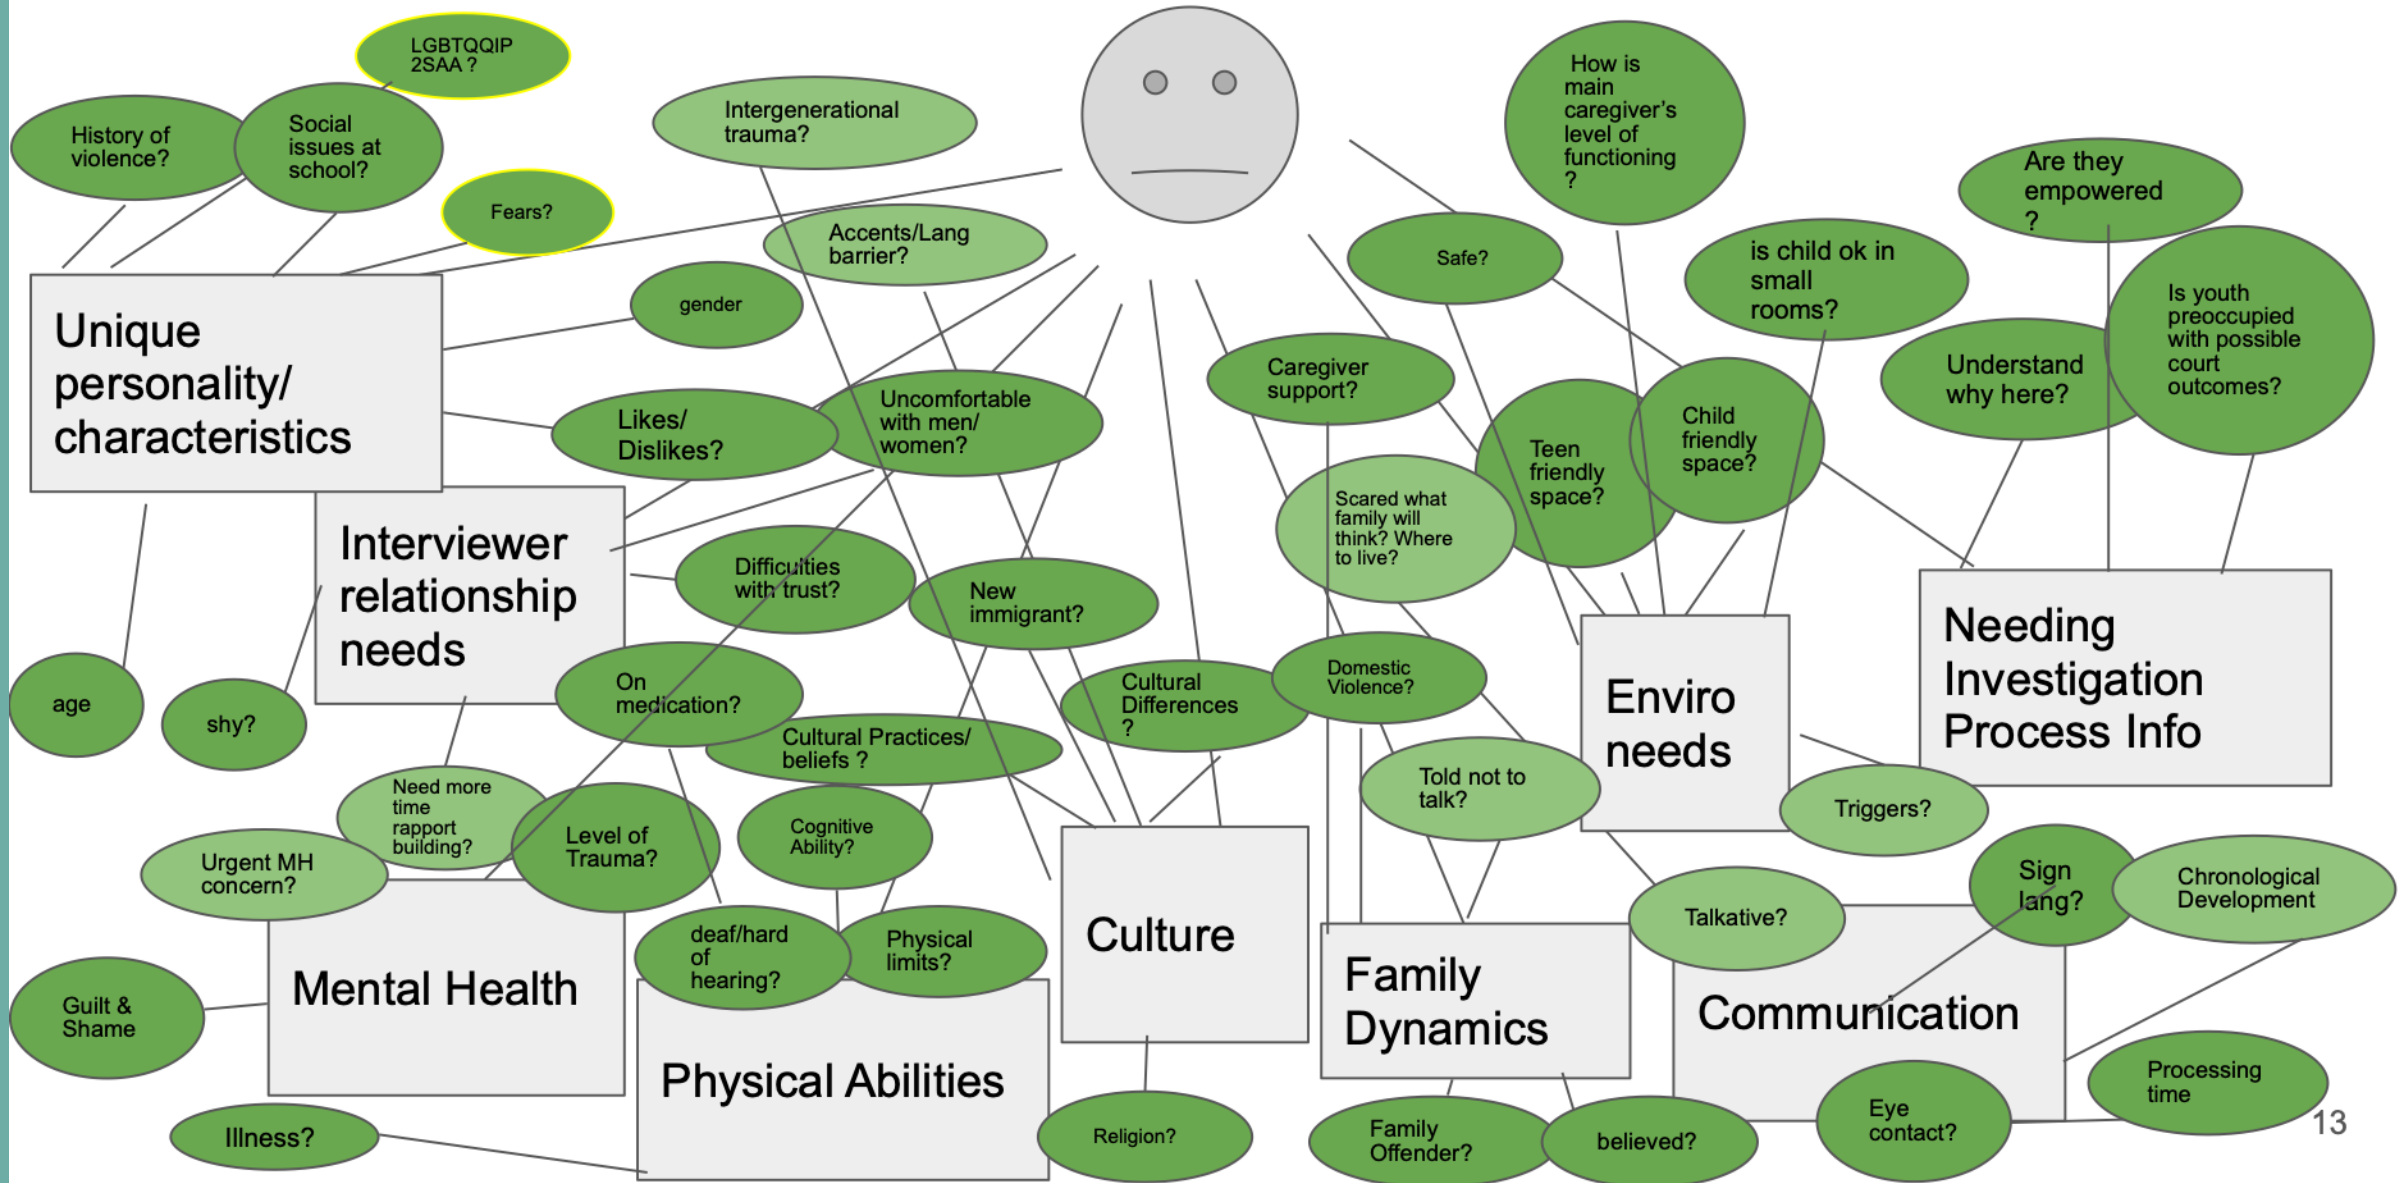 LGBTQQIP
2SAA ?
History of
violence?
Social
issues at
school?
Fears?
Intergenerational
trauma?
Accents/Lang
barrier?
gender
How is
main
caregiver's
level of
functioning
?
Safe?
is child ok in
small
rooms?
Are they
empowered
?
Understand
why here?
Is youth
preoccupied
with possible
court
outcomes?
Unique
personality/
characteristics
Likes/
Dislikes?
Uncomfortable
with men/
women?
Caregiver
support?
Teen
friendly
space?
Child
friendly
space?
Scared what
family will
think? Where
to live?
Interviewer
relationship
needs
Difficulties
with trust?
New
immigrant?
age
shy?
On
medication?
Cultural Practices/
beliefs ?
Cultural
Differences
?
Domestic
Violence?
Enviro
needs
Needing
Investigation
Process Info
Told not to
talk?
Triggers?
Need more
time
rapport
building?
Urgent MH
concern?
Level of
Trauma?
Cognitive
Ability?
deaf/hard
of
hearing?
Physical
limits?
Culture
Talkative?
Sign
lang?
Chronological
Development
Guilt &
Shame
Mental Health
Physical Abilities
Family
Dynamics
Communication
Illness?
Religion?
Family
Offender?
believed?
Eye
contact?
Processing
time
13